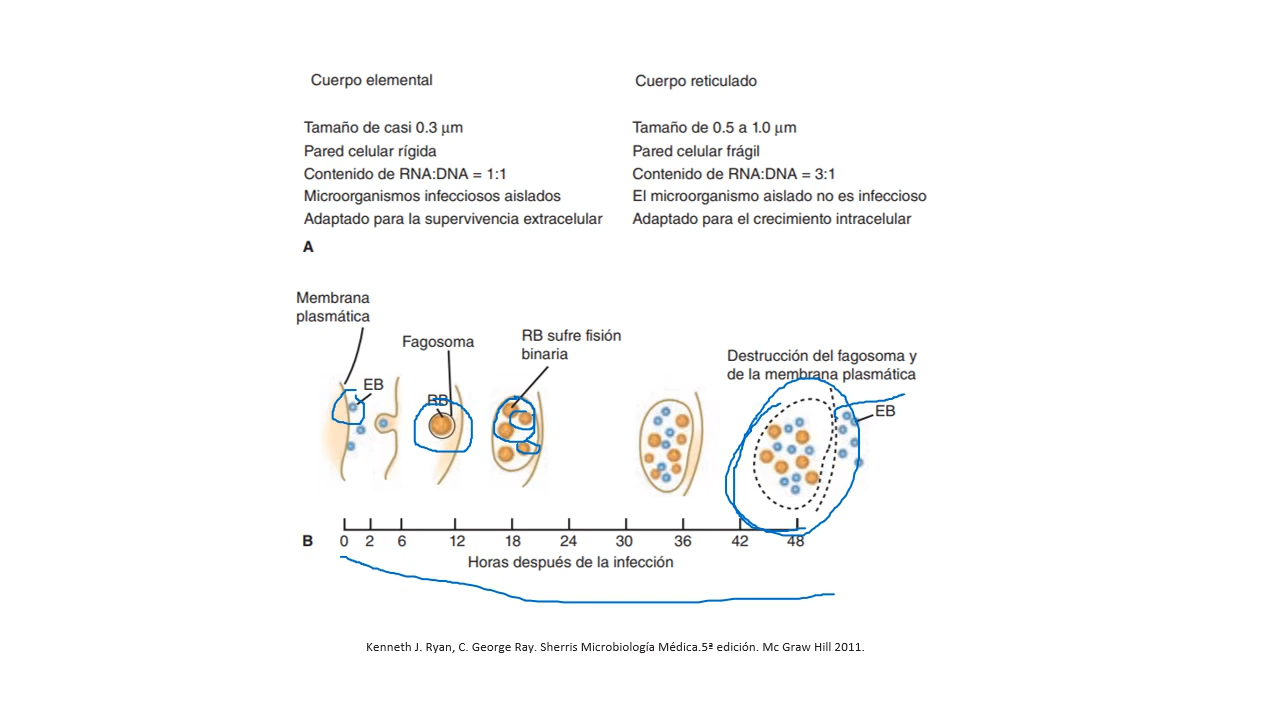 Cuerpo elemental
Cuerpo reticulado
Tamaño de casi 0.3 μm
Pared celular rígida
Contenido de RNA:DNA = 1:1
Microorganismos infecciosos aislados
Adaptado para la supervivencia extracelular
Tamaño de 0.5 a 1.0 μm
Pared celular frágil
Contenido de RNA:DNA = 3:1
El microorganismo aislado no es infeccioso
Adaptado para el crecimiento intracelular
A
Membrana
plasmática
EB
Fagosoma
RB
RB sufre fisión
binaria
Destrucción del fagosoma y
de la membrana plasmática
EB
B 0 2 6 12 18 24 30 36 42 48
Horas después de la infección
Kenneth J. Ryan, C. George Ray. Sherris Microbiología Médica.5ª edición. Mc Graw Hill 2011.